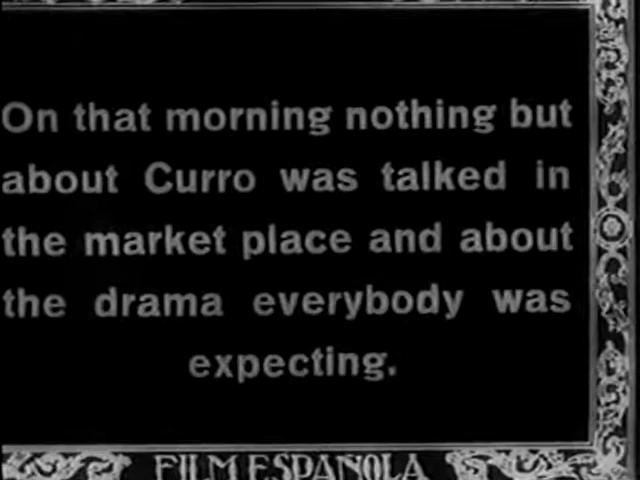 On that morning nothing but
about Curro was talked in
the market place and about
the drama everybody was
expecting.
FILM ESPAÑOLA